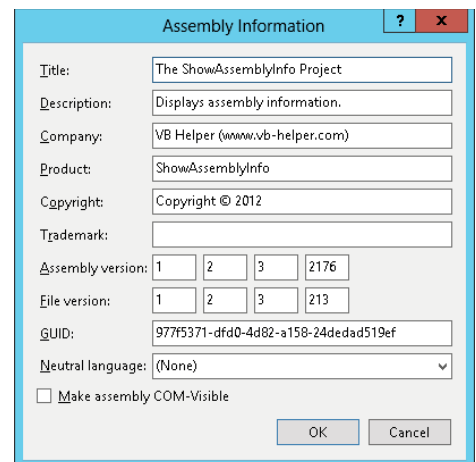 Assembly Information
? x
Title: The ShowAssemblyInfo Project
Description: Displays assembly information.
Company: VB Helper (www.vb-helper.com)
Product: ShowAssemblyInfo
Copyright: Copyright © 2012
Trademark:
Assembly version: 1 2 3 2176
File version: 1 2 3 213
GUID: 977f5371-dfd0-4d82-a158-24dedad519ef
Neutral language: (None)
Make assembly COM-Visible
OK Cancel